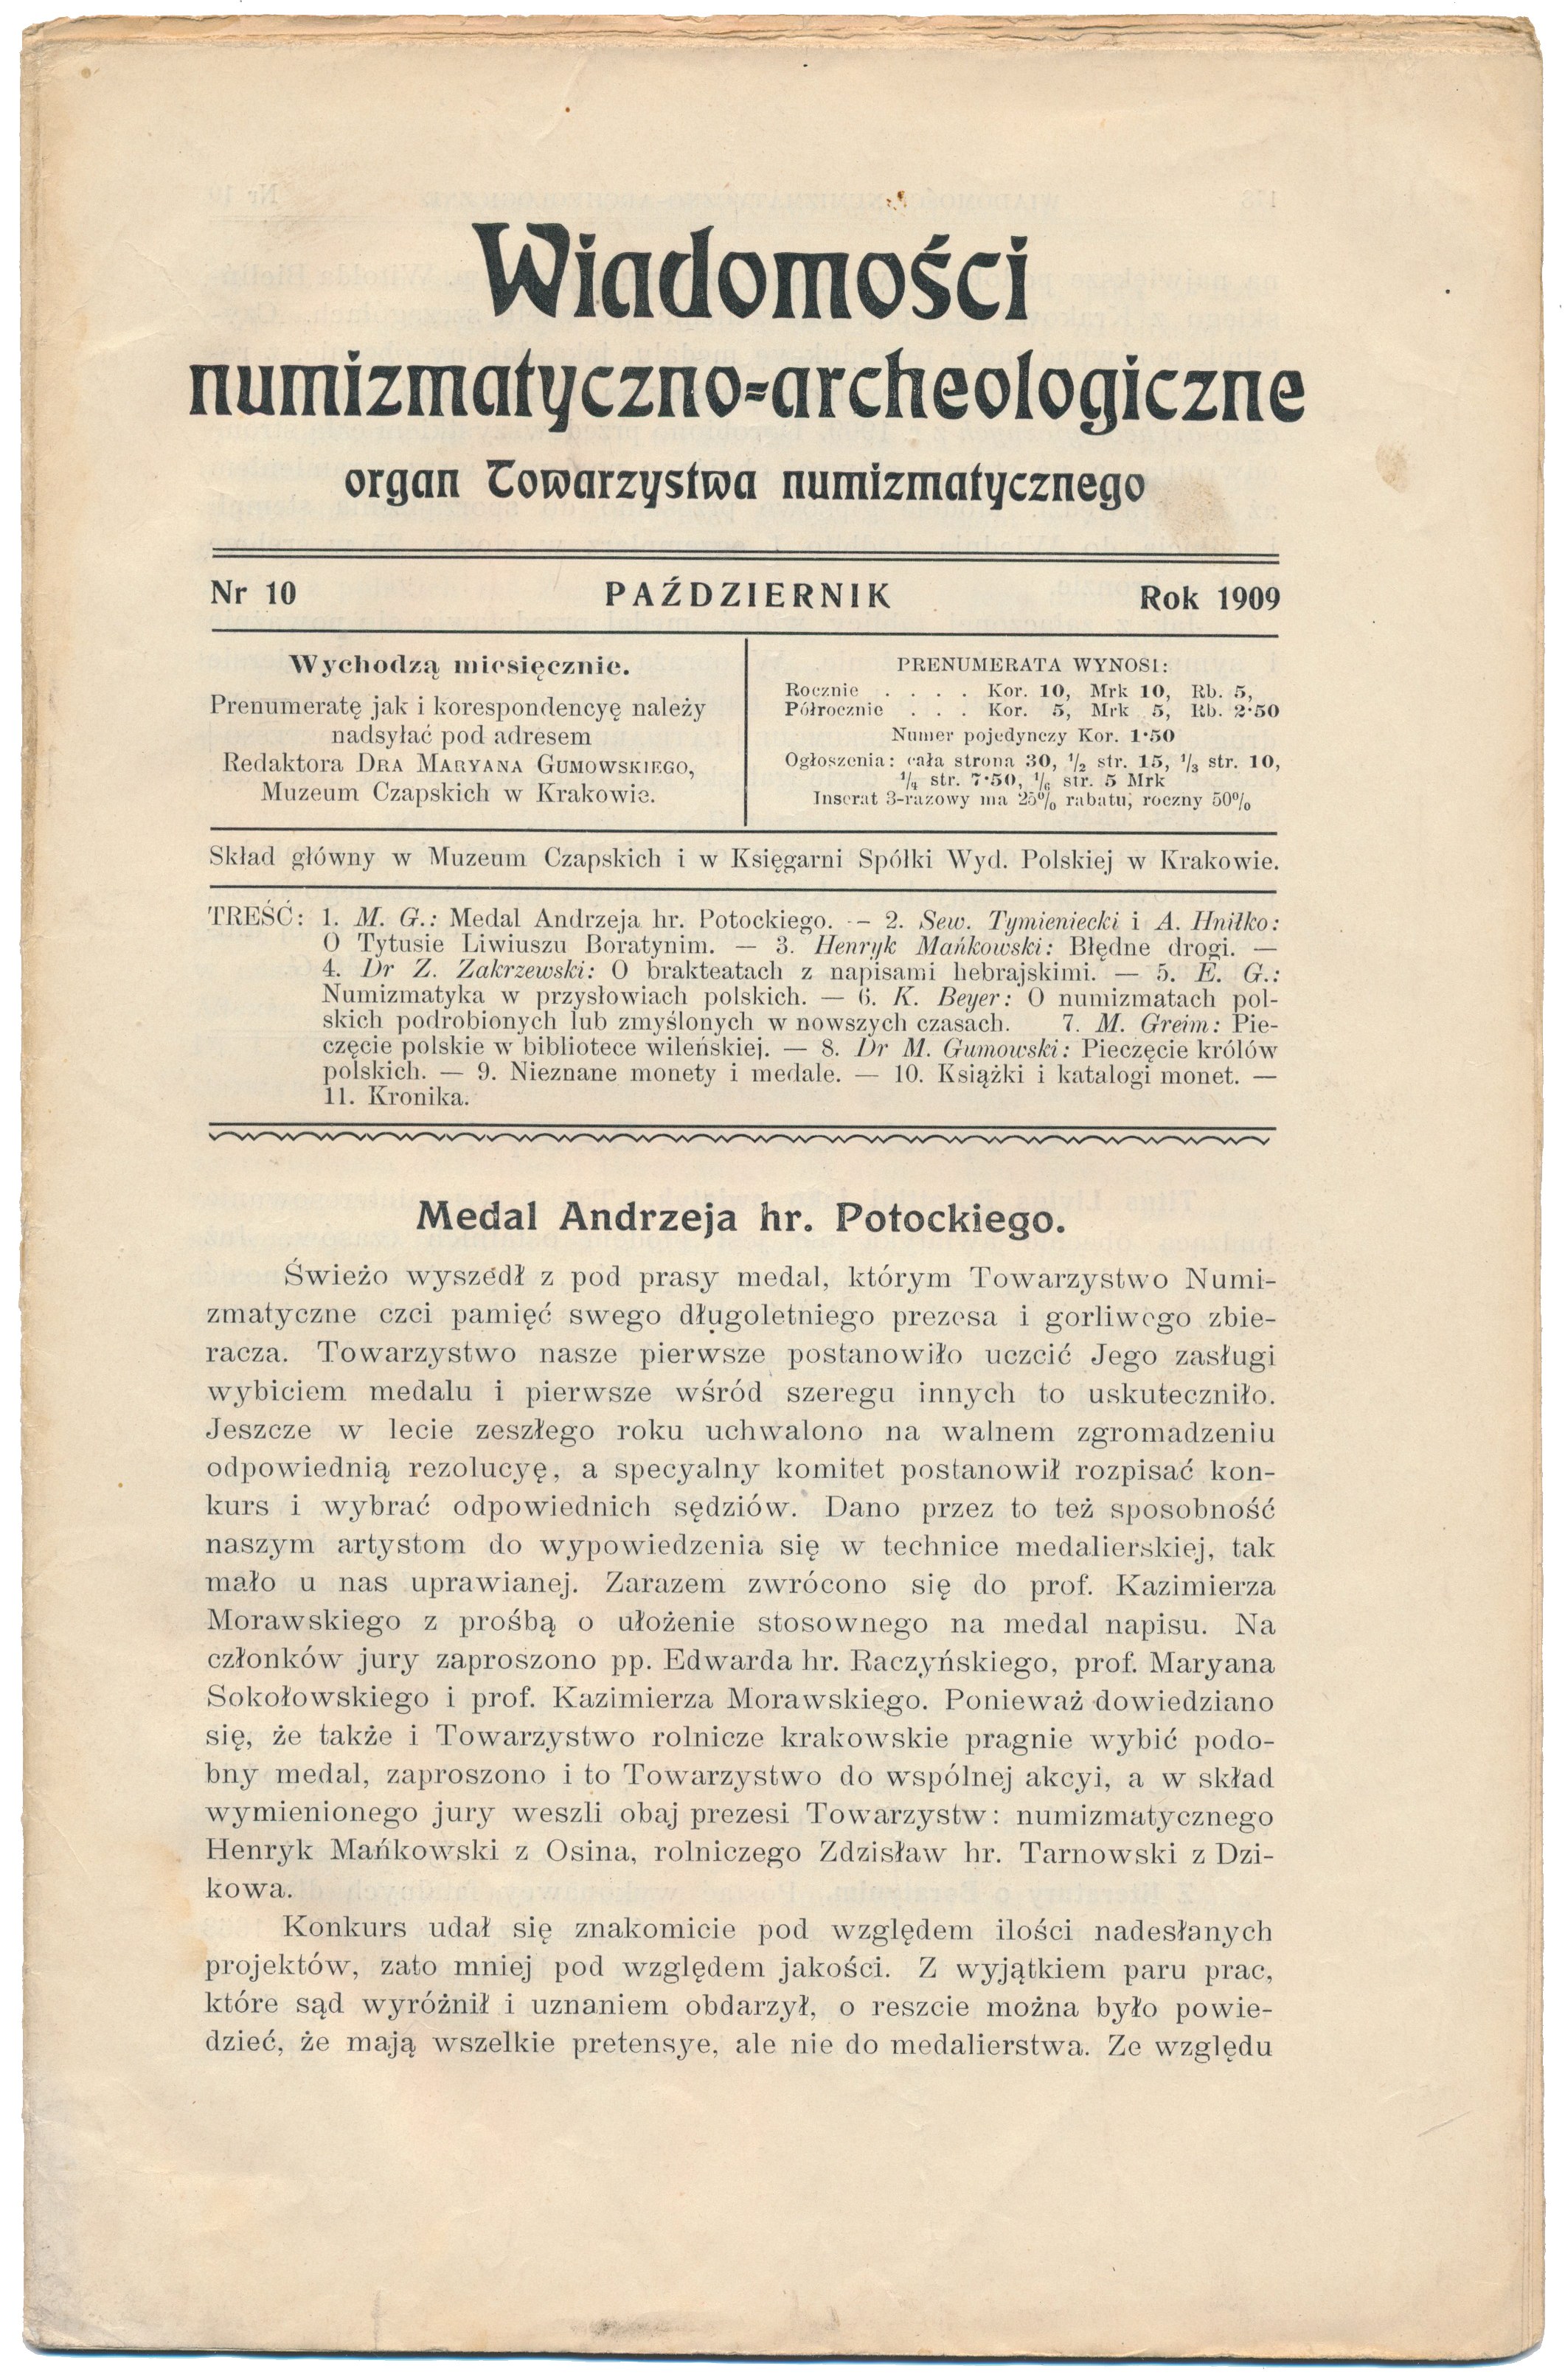 Wiadomości
numizmatyczno-archeologiczne
organ Towarzystwa numizmatycznego
Nr 10 PAŹDZIERNIK Rok 1909
Wychodzą miesięcznie.
Prenumeratę jak i korespondencyę należy
nadsyłać pod adresem
Redaktora DRA MARYANA GUMOWSKIEGO,
Muzeum Czapskich w Krakowie.
PRENUMERATA WYNOSI:
Rocznie . . . . Kor. 10, Mrk 10, Rb. 5,
Półrocznie . . . Kor. 5, Mrk 5, Rb. 2·50
Numer pojedynczy Kor. 1·50
Ogłoszenia: cała strona 30, 1/2 str. 15, 1/3 str. 10,
1/4 str. 7·50, 1/6 str. 5 Mrk
Inserat 3-razowy ma 25% rabatu, roczny 50%
Skład główny w Muzeum Czapskich i w Księgarni Spółki Wyd. Polskiej w Krakowie.
TREŚĆ: 1. M. G.: Medal Andrzeja hr. Potockiego. — 2. Sew. Tymieniecki i A. Hniłko:
O Tytusie Liwiuszu Boratynim. — 3. Henryk Mańkowski: Błędne drogi. —
4. Dr Z. Zakrzewski: O brakteatach z napisami hebrajskimi. — 5. E. G.:
Numizmatyka w przysłowiach polskich. — 6. K. Beyer: O numizmatach pol-
skich podrobionych lub zmyślonych w nowszych czasach. 7. M. Greim: Pie-
częcie polskie w bibliotece wileńskiej. — 8. Dr M. Gumowski: Pieczęcie królów
polskich. — 9. Nieznane monety i medale. — 10. Książki i katalogi monet. —
11. Kronika.
Medal Andrzeja hr. Potockiego.
Świeżo wyszedł z pod prasy medal, którym Towarzystwo Numi-
zmatyczne czci pamięć swego długoletniego prezesa i gorliwego zbie-
racza. Towarzystwo nasze pierwsze postanowiło uczcić Jego zasługi
wybiciem medalu i pierwsze wśród szeregu innych to uskuteczniło.
Jeszcze w lecie zeszłego roku uchwalono na walnem zgromadzeniu
odpowiednią rezolucyę, a specyalny komitet postanowił rozpisać kon-
kurs i wybrać odpowiednich sędziów. Dano przez to też sposobność
naszym artystom do wypowiedzenia się w technice medalierskiej, tak
mało u nas uprawianej. Zarazem zwrócono się do prof. Kazimierza
Morawskiego z prośbą o ułożenie stosownego na medal napisu. Na
członków jury zaproszono pp. Edwarda hr. Raczyńskiego, prof. Maryana
Sokołowskiego i prof. Kazimierza Morawskiego. Ponieważ dowiedziano
się, że także i Towarzystwo rolnicze krakowskie pragnie wybić podo-
bny medal, zaproszono i to Towarzystwo do wspólnej akcyi, a w skład
wymienionego jury weszli obaj prezesi Towarzystw: numizmatycznego
Henryk Mańkowski z Osina, rolniczego Zdzisław hr. Tarnowski z Dzi-
kowa.
Konkurs udał się znakomicie pod względem ilości nadesłanych
projektów, zato mniej pod względem jakości. Z wyjątkiem paru prac,
które sąd wyróżnił i uznaniem obdarzył, o reszcie można było powie-
dzieć, że mają wszelkie pretensye, ale nie do medalierstwa. Ze względu